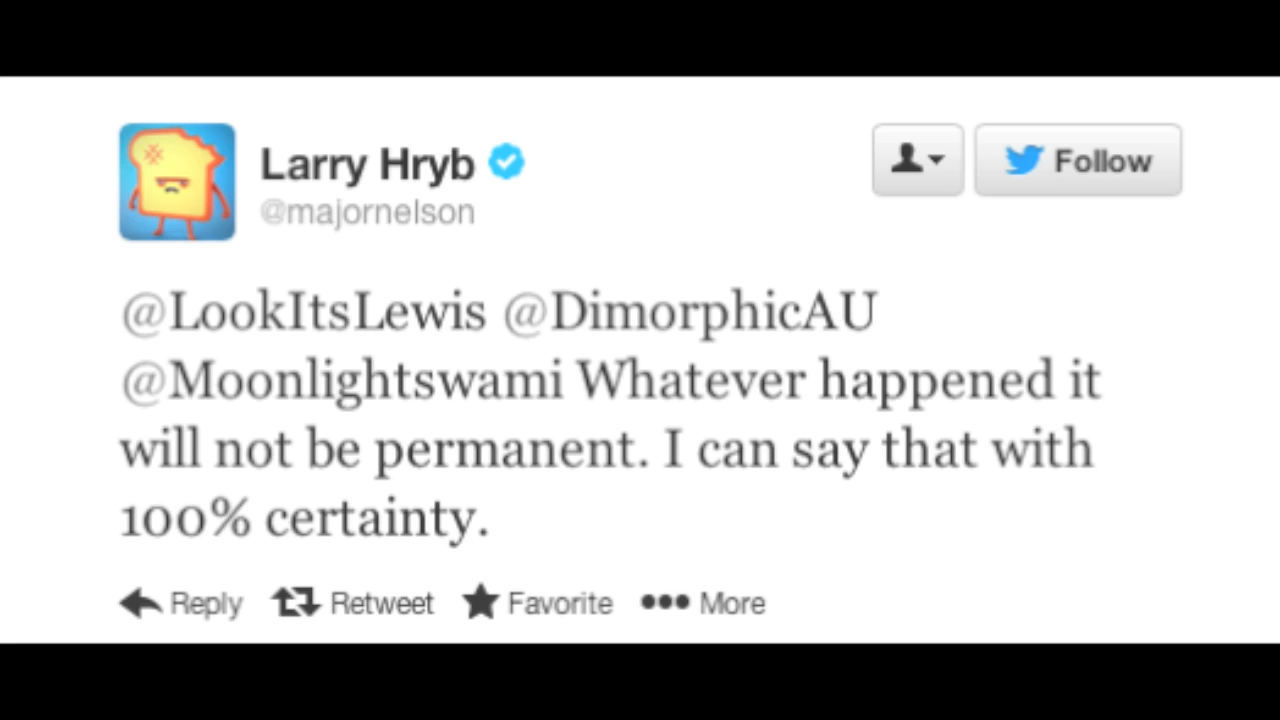 Larry Hryb
@majornelson
Follow
@LookItsLewis @DimorphicAU
@Moonlightswami Whatever happened it
will not be permanent. I can say that with
100% certainty.
Reply Retweet Favorite More